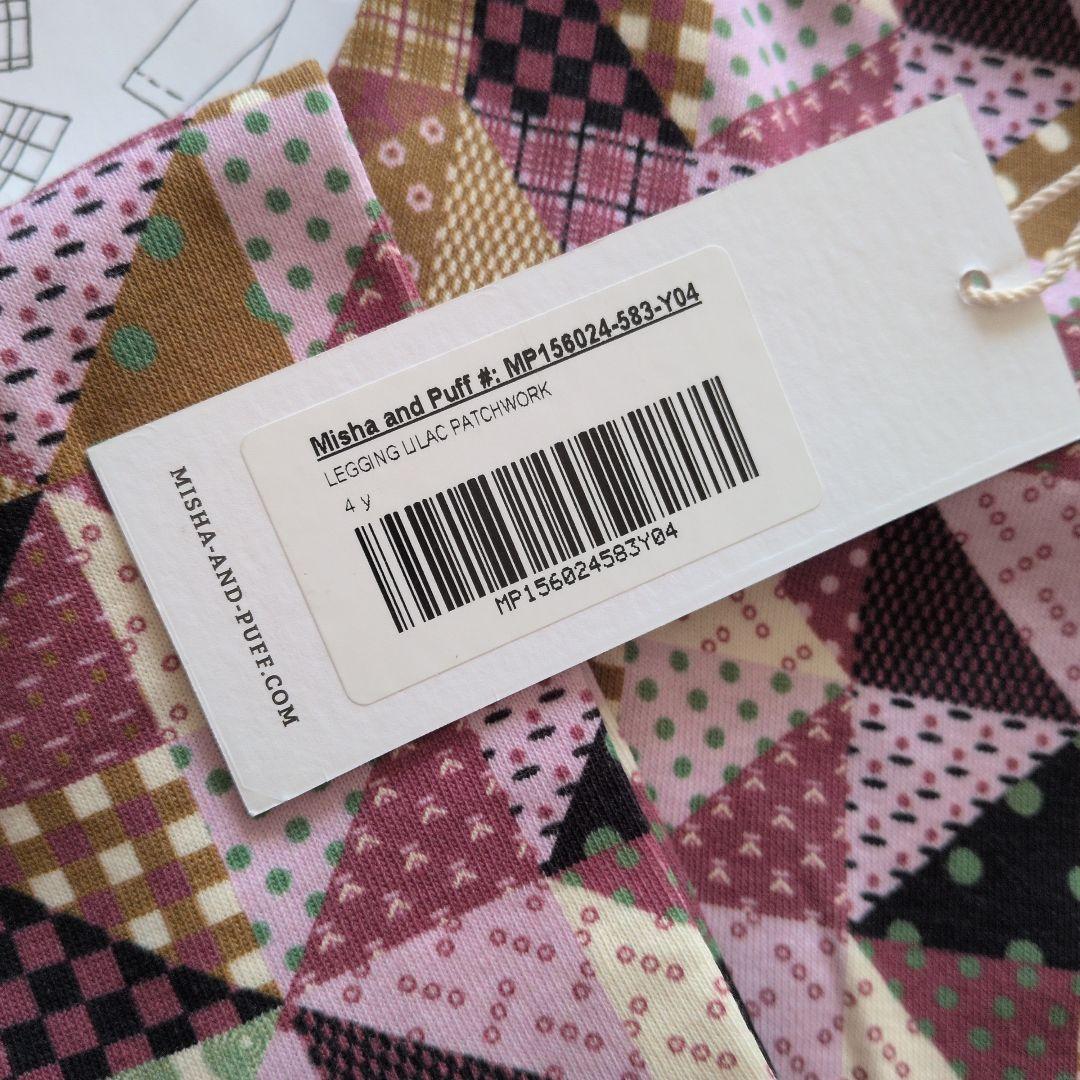 Misha and Puff #: MP156024-583-Y04
LEGGING LILAC PATCHWORK
4 y
MP156024583Y04
MISHA-AND-PUFF.COM